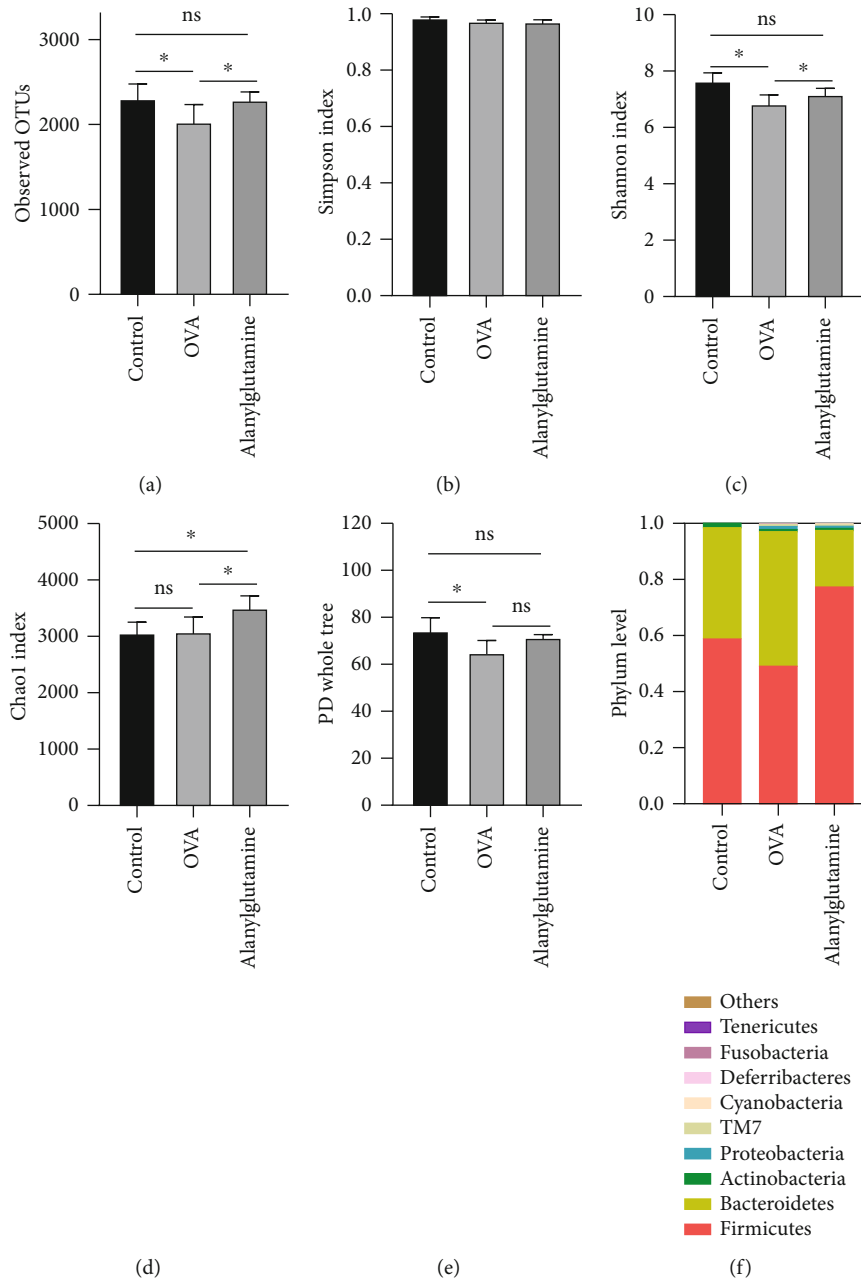 ns
*
*
Observed OTUs
3000
2000
1000
0
Control
OVA
Alanylglutamine
(a)
Simpson index
1.0
0.8
0.6
0.4
0.2
0.0
Control
OVA
Alanylglutamine
(b)
ns
*
*
Shannon index
10
8
6
4
2
0
Control
OVA
Alanylglutamine
(c)
*
ns
*
Chao1 index
5000
4000
3000
2000
1000
0
Control
OVA
Alanylglutamine
(d)
ns
*
ns
PD whole tree
120
100
80
60
40
20
0
Control
OVA
Alanylglutamine
(e)
Phylum level
1.0
0.8
0.6
0.4
0.2
0.0
Control
OVA
Alanylglutamine
Others
Tenericutes
Fusobacteria
Deferribacteres
Cyanobacteria
TM7
Proteobacteria
Actinobacteria
Bacteroidetes
Firmicutes
(f)